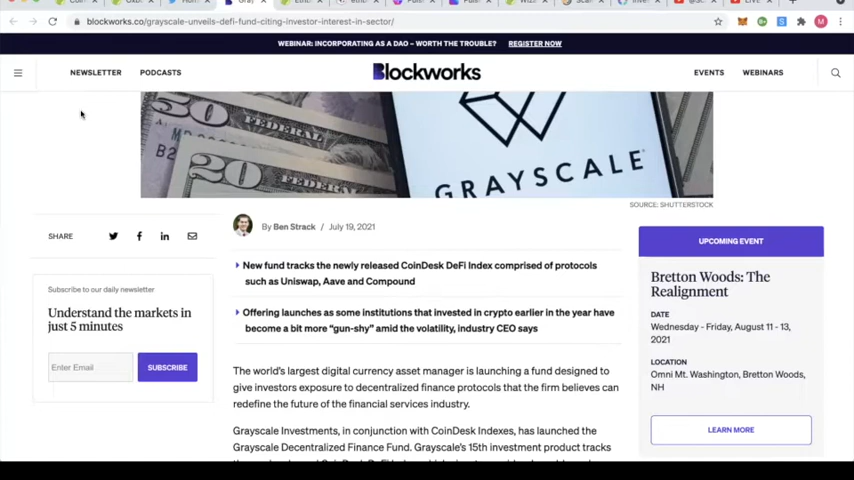 blockworks.co/grayscale-unveils-defi-fund-citing-investor-interest-in-sector/
WEBINAR: INCORPORATING AS A DAO – WORTH THE TROUBLE? REGISTER NOW
NEWSLETTER PODCASTS Blockworks EVENTS WEBINARS
20 FEDERAL
20 FEDERAL
GRAYSCALE
SOURCE: SHUTTERSTOCK
SHARE
By Ben Strack / July 19, 2021
New fund tracks the newly released CoinDesk DeFi Index comprised of protocols
such as Uniswap, Aave and Compound
Offering launches as some institutions that invested in crypto earlier in the year have
become a bit more “gun-shy” amid the volatility, industry CEO says
Subscribe to our daily newsletter
Understand the markets in
just 5 minutes
Enter Email SUBSCRIBE
The world's largest digital currency asset manager is launching a fund designed to
give investors exposure to decentralized finance protocols that the firm believes can
redefine the future of the financial services industry.
Grayscale Investments, in conjunction with CoinDesk Indexes, has launched the
Grayscale Decentralized Finance Fund. Grayscale's 15th investment product tracks
UPCOMING EVENT
Bretton Woods: The
Realignment
DATE
Wednesday - Friday, August 11 - 13,
2021
LOCATION
Omni Mt. Washington, Bretton Woods,
NH
LEARN MORE